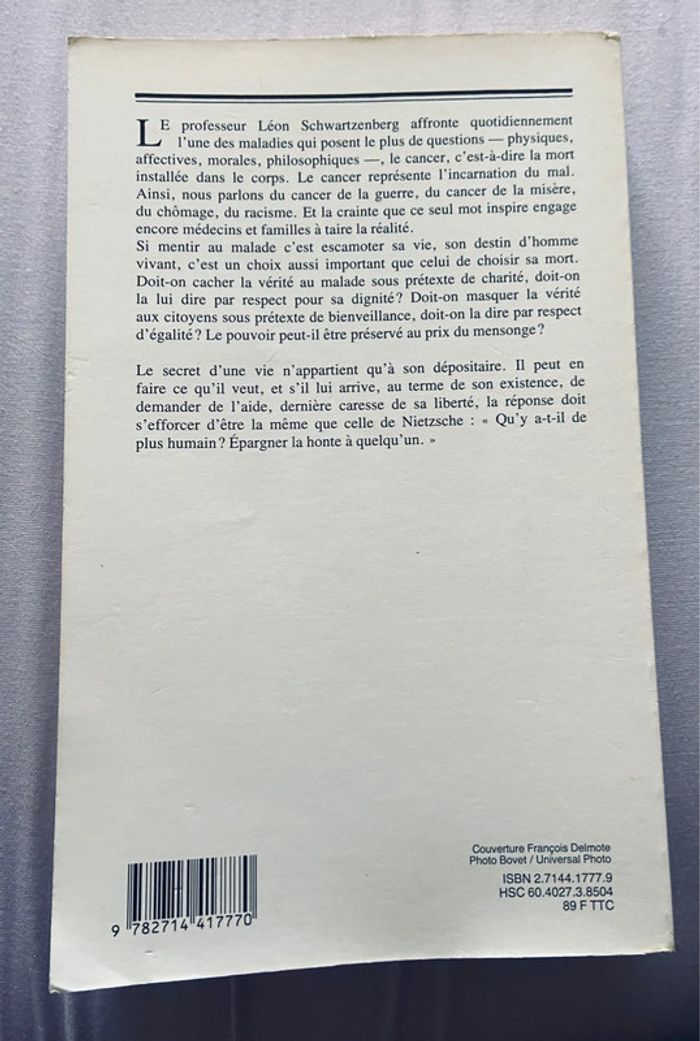 LE professeur Léon Schwartzenberg affronte quotidiennement
l'une des maladies qui posent le plus de questions — physiques,
affectives, morales, philosophiques —, le cancer, c'est-à-dire la mort
installée dans le corps. Le cancer représente l'incarnation du mal.
Ainsi, nous parlons du cancer de la guerre, du cancer de la misère,
du chômage, du racisme. Et la crainte que ce seul mot inspire engage
encore médecins et familles à taire la réalité.
Si mentir au malade c'est escamoter sa vie, son destin d'homme
vivant, c'est un choix aussi important que celui de choisir sa mort.
Doit-on cacher la vérité au malade sous prétexte de charité, doit-on
la lui dire par respect pour sa dignité ? Doit-on masquer la vérité
aux citoyens sous prétexte de bienveillance, doit-on la dire par respect
d'égalité ? Le pouvoir peut-il être préservé au prix du mensonge ?
Le secret d'une vie n'appartient qu'à son dépositaire. Il peut en
faire ce qu'il veut, et s'il lui arrive, au terme de son existence, de
demander de l'aide, dernière caresse de sa liberté, la réponse doit
s'efforcer d'être la même que celle de Nietzsche : « Qu'y a-t-il de
plus humain ? Épargner la honte à quelqu'un. »
Couverture François Delmote
Photo Bovet / Universal Photo
ISBN 2.7144.1777.9
HSC 60.4027.3.8504
89 F TTC
9 782714 417770